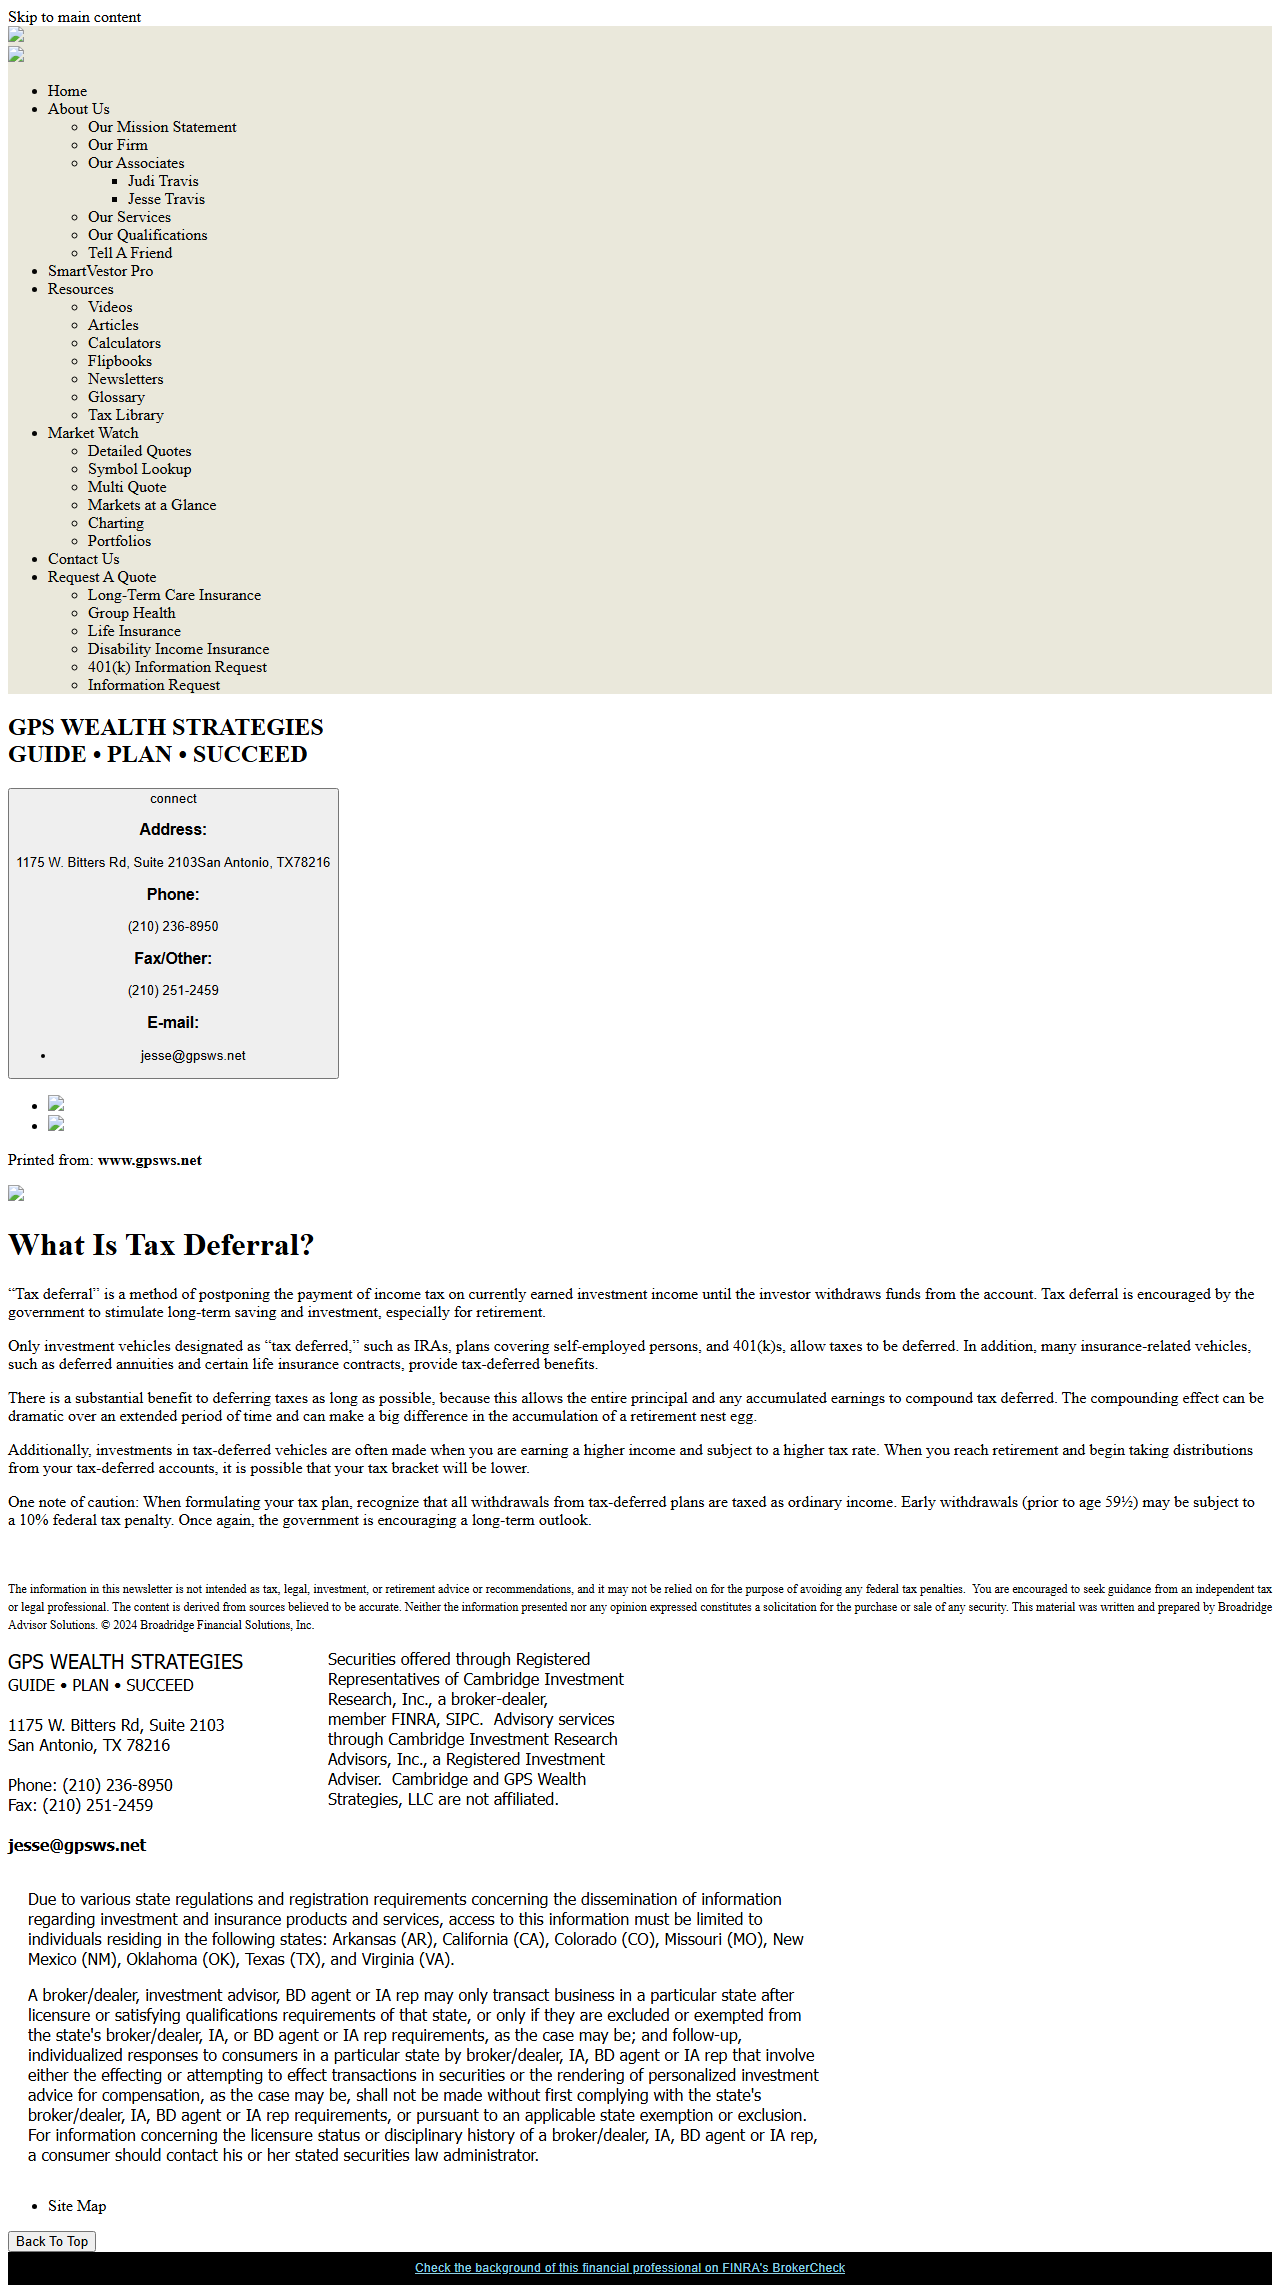 Skip to main content
Home
About Us
Our Mission Statement
Our Firm
Our Associates
Judi Travis
Jesse Travis
Our Services
Our Qualifications
Tell A Friend
SmartVestor Pro
Resources
Videos
Articles
Calculators
Flipbooks
Newsletters
Glossary
Tax Library
Market Watch
Detailed Quotes
Symbol Lookup
Multi Quote
Markets at a Glance
Charting
Portfolios
Contact Us
Request A Quote
Long-Term Care Insurance
Group Health
Life Insurance
Disability Income Insurance
401(k) Information Request
Information Request
GPS WEALTH STRATEGIES
GUIDE • PLAN • SUCCEED
connect
Address:
1175 W. Bitters Rd, Suite 2103San Antonio, TX78216
Phone:
(210) 236-8950
Fax/Other:
(210) 251-2459
E-mail:
jesse@gpsws.net
Printed from: www.gpsws.net
What Is Tax Deferral?
“Tax deferral” is a method of postponing the payment of income tax on currently earned investment income until the investor withdraws funds from the account. Tax deferral is encouraged by the
government to stimulate long-term saving and investment, especially for retirement.
Only investment vehicles designated as “tax deferred,” such as IRAs, plans covering self-employed persons, and 401(k)s, allow taxes to be deferred. In addition, many insurance-related vehicles,
such as deferred annuities and certain life insurance contracts, provide tax-deferred benefits.
There is a substantial benefit to deferring taxes as long as possible, because this allows the entire principal and any accumulated earnings to compound tax deferred. The compounding effect can be
dramatic over an extended period of time and can make a big difference in the accumulation of a retirement nest egg.
Additionally, investments in tax-deferred vehicles are often made when you are earning a higher income and subject to a higher tax rate. When you reach retirement and begin taking distributions
from your tax-deferred accounts, it is possible that your tax bracket will be lower.
One note of caution: When formulating your tax plan, recognize that all withdrawals from tax-deferred plans are taxed as ordinary income. Early withdrawals (prior to age 59½) may be subject to
a 10% federal tax penalty. Once again, the government is encouraging a long-term outlook.
The information in this newsletter is not intended as tax, legal, investment, or retirement advice or recommendations, and it may not be relied on for the purpose of avoiding any federal tax penalties.  You are encouraged to seek guidance from an independent tax
or legal professional. The content is derived from sources believed to be accurate. Neither the information presented nor any opinion expressed constitutes a solicitation for the purchase or sale of any security. This material was written and prepared by Broadridge
Advisor Solutions. © 2024 Broadridge Financial Solutions, Inc.
GPS WEALTH STRATEGIES
GUIDE • PLAN • SUCCEED
1175 W. Bitters Rd, Suite 2103
San Antonio, TX 78216
Phone: (210) 236-8950
Fax: (210) 251-2459
jesse@gpsws.net
Securities offered through Registered
Representatives of Cambridge Investment
Research, Inc., a broker-dealer,
member FINRA, SIPC.  Advisory services
through Cambridge Investment Research
Advisors, Inc., a Registered Investment
Adviser.  Cambridge and GPS Wealth
Strategies, LLC are not affiliated.
Due to various state regulations and registration requirements concerning the dissemination of information
regarding investment and insurance products and services, access to this information must be limited to
individuals residing in the following states: Arkansas (AR), California (CA), Colorado (CO), Missouri (MO), New
Mexico (NM), Oklahoma (OK), Texas (TX), and Virginia (VA).
A broker/dealer, investment advisor, BD agent or IA rep may only transact business in a particular state after
licensure or satisfying qualifications requirements of that state, or only if they are excluded or exempted from
the state's broker/dealer, IA, or BD agent or IA rep requirements, as the case may be; and follow-up,
individualized responses to consumers in a particular state by broker/dealer, IA, BD agent or IA rep that involve
either the effecting or attempting to effect transactions in securities or the rendering of personalized investment
advice for compensation, as the case may be, shall not be made without first complying with the state's
broker/dealer, IA, BD agent or IA rep requirements, or pursuant to an applicable state exemption or exclusion.
For information concerning the licensure status or disciplinary history of a broker/dealer, IA, BD agent or IA rep,
a consumer should contact his or her stated securities law administrator.
Site Map
Back To Top
Check the background of this financial professional on FINRA's BrokerCheck